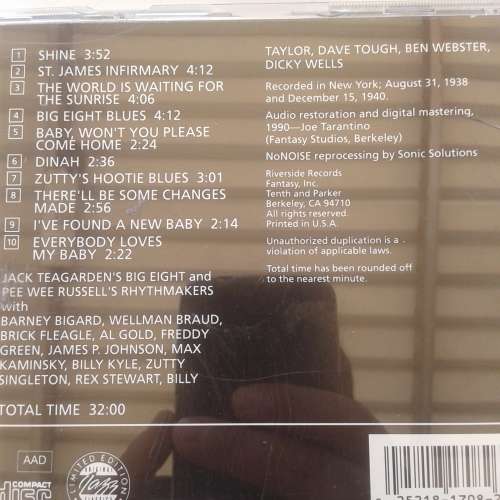 1 SHINE 3:52
2 ST. JAMES INFIRMARY 4:12
3 THE WORLD IS WAITING FOR
THE SUNRISE 4:06
4 BIG EIGHT BLUES 4:12
5 BABY, WON'T YOU PLEASE
COME HOME 2:24
6 DINAH 2:36
7 ZUTTY'S HOOTIE BLUES 3:01
8 THERE'LL BE SOME CHANGES
MADE 2:56
9 I'VE FOUND A NEW BABY 2:14
10 EVERYBODY LOVES
MY BABY 2:22
JACK TEAGARDEN'S BIG EIGHT and
PEE WEE RUSSELL'S RHYTHMAKERS
with
BARNEY BIGARD, WELLMAN BRAUD,
BRICK FLEAGLE, AL GOLD, FREDDY
GREEN, JAMES P. JOHNSON, MAX
KAMINSKY, BILLY KYLE, ZUTTY
SINGLETON, REX STEWART, BILLY
TOTAL TIME 32:00
TAYLOR, DAVE TOUGH, BEN WEBSTER,
DICKY WELLS
Recorded in New York; August 31, 1938
and December 15, 1940.
Audio restoration and digital mastering,
1990—Joe Tarantino
(Fantasy Studios, Berkeley)
NoNOISE reprocessing by Sonic Solutions
Riverside Records
Fantasy, Inc.
Tenth and Parker
Berkeley, CA 94710
All rights reserved.
Printed in U.S.A.
Unauthorized duplication is a
violation of applicable laws.
Total time has been rounded off
to the nearest minute.
AAD
COMPACT
DISC
LIMITED EDITION
ORIGINAL
Jazz
CLASSICS